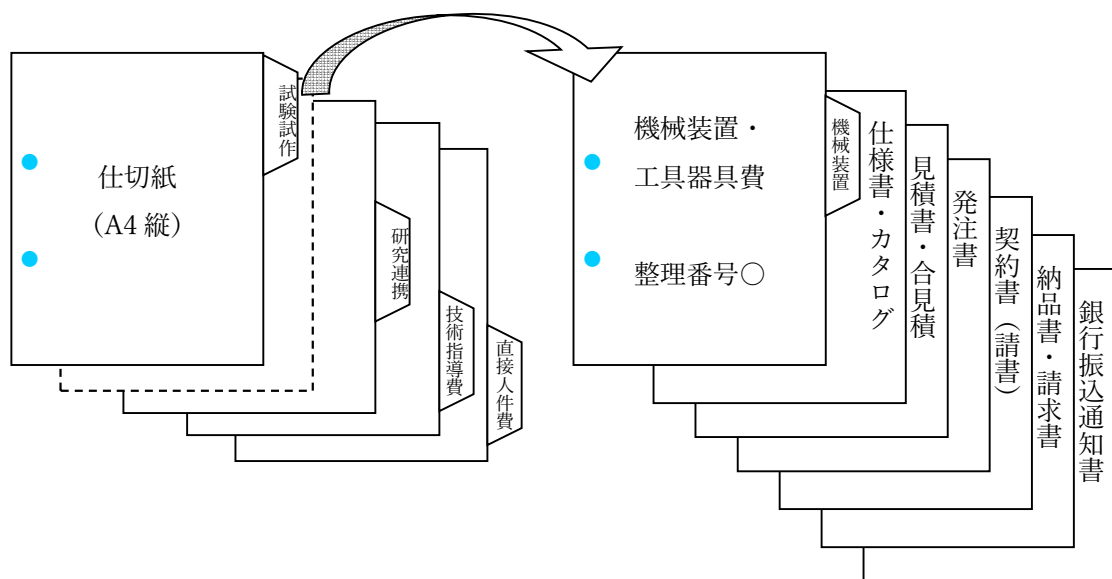 仕切紙
（A4 縦）
試験試作
研究連携
技術指導費
直接人件費
機械装置・
工具器具費
整理番号○
機械装置
仕様書・カタログ
見積書・合見積
発注書
契約書（請書）
納品書・請求書
銀行振込通知書